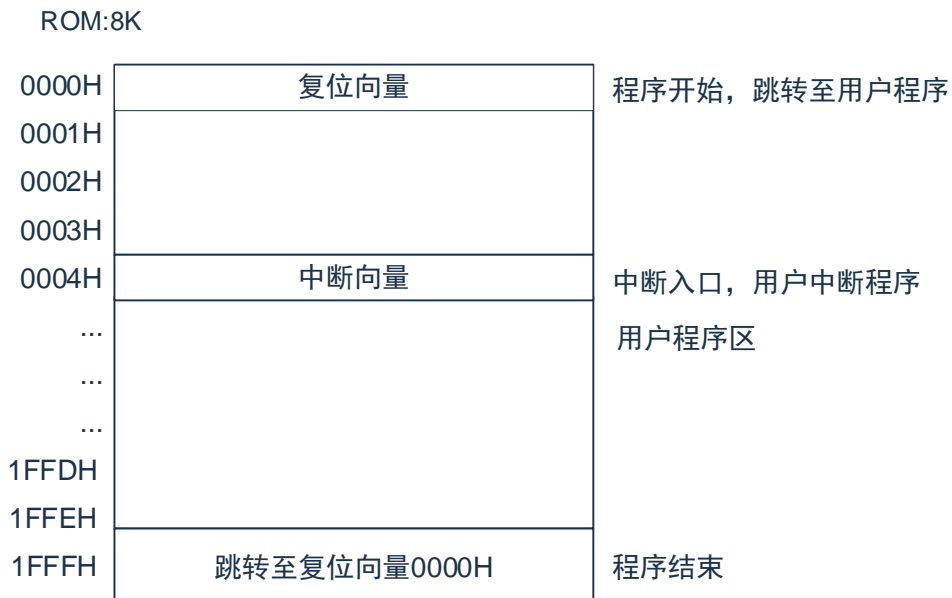 ROM:8K
0000H 复位向量 程序开始，跳转至用户程序
0001H
0002H
0003H
0004H 中断向量 中断入口，用户中断程序
... 用户程序区
...
...
1FFDH
1FFEH
1FFFH 跳转至复位向量0000H 程序结束